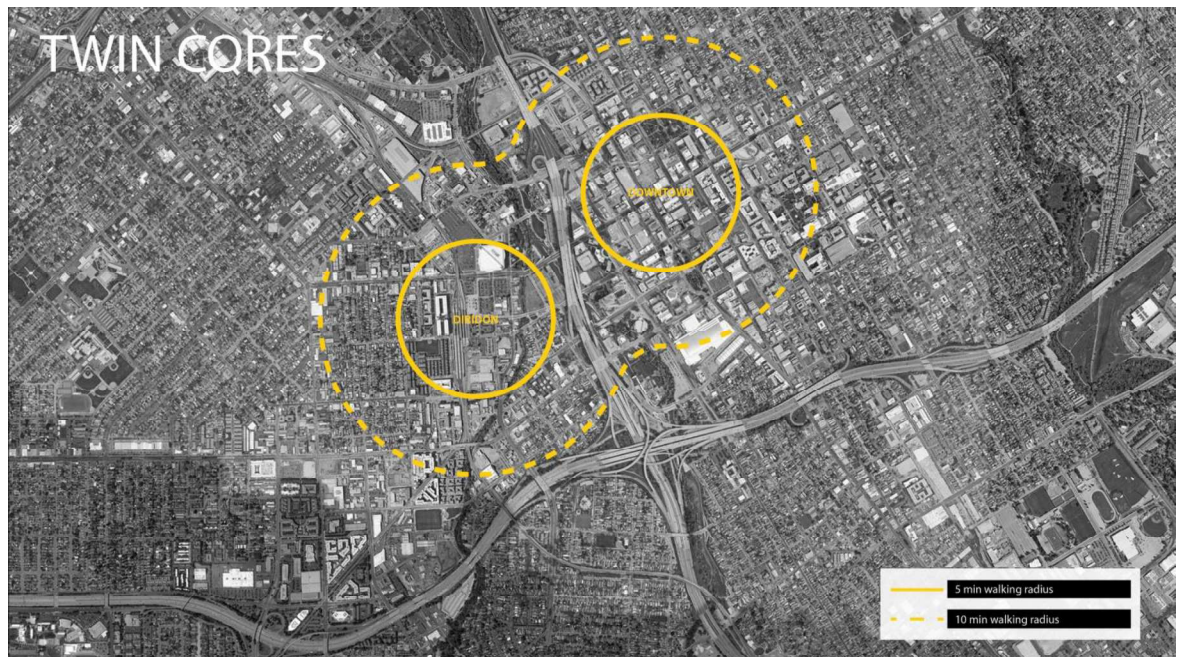 TWIN CORES
DOWNTOWN
DIRIDON
5 min walking radius
10 min walking radius